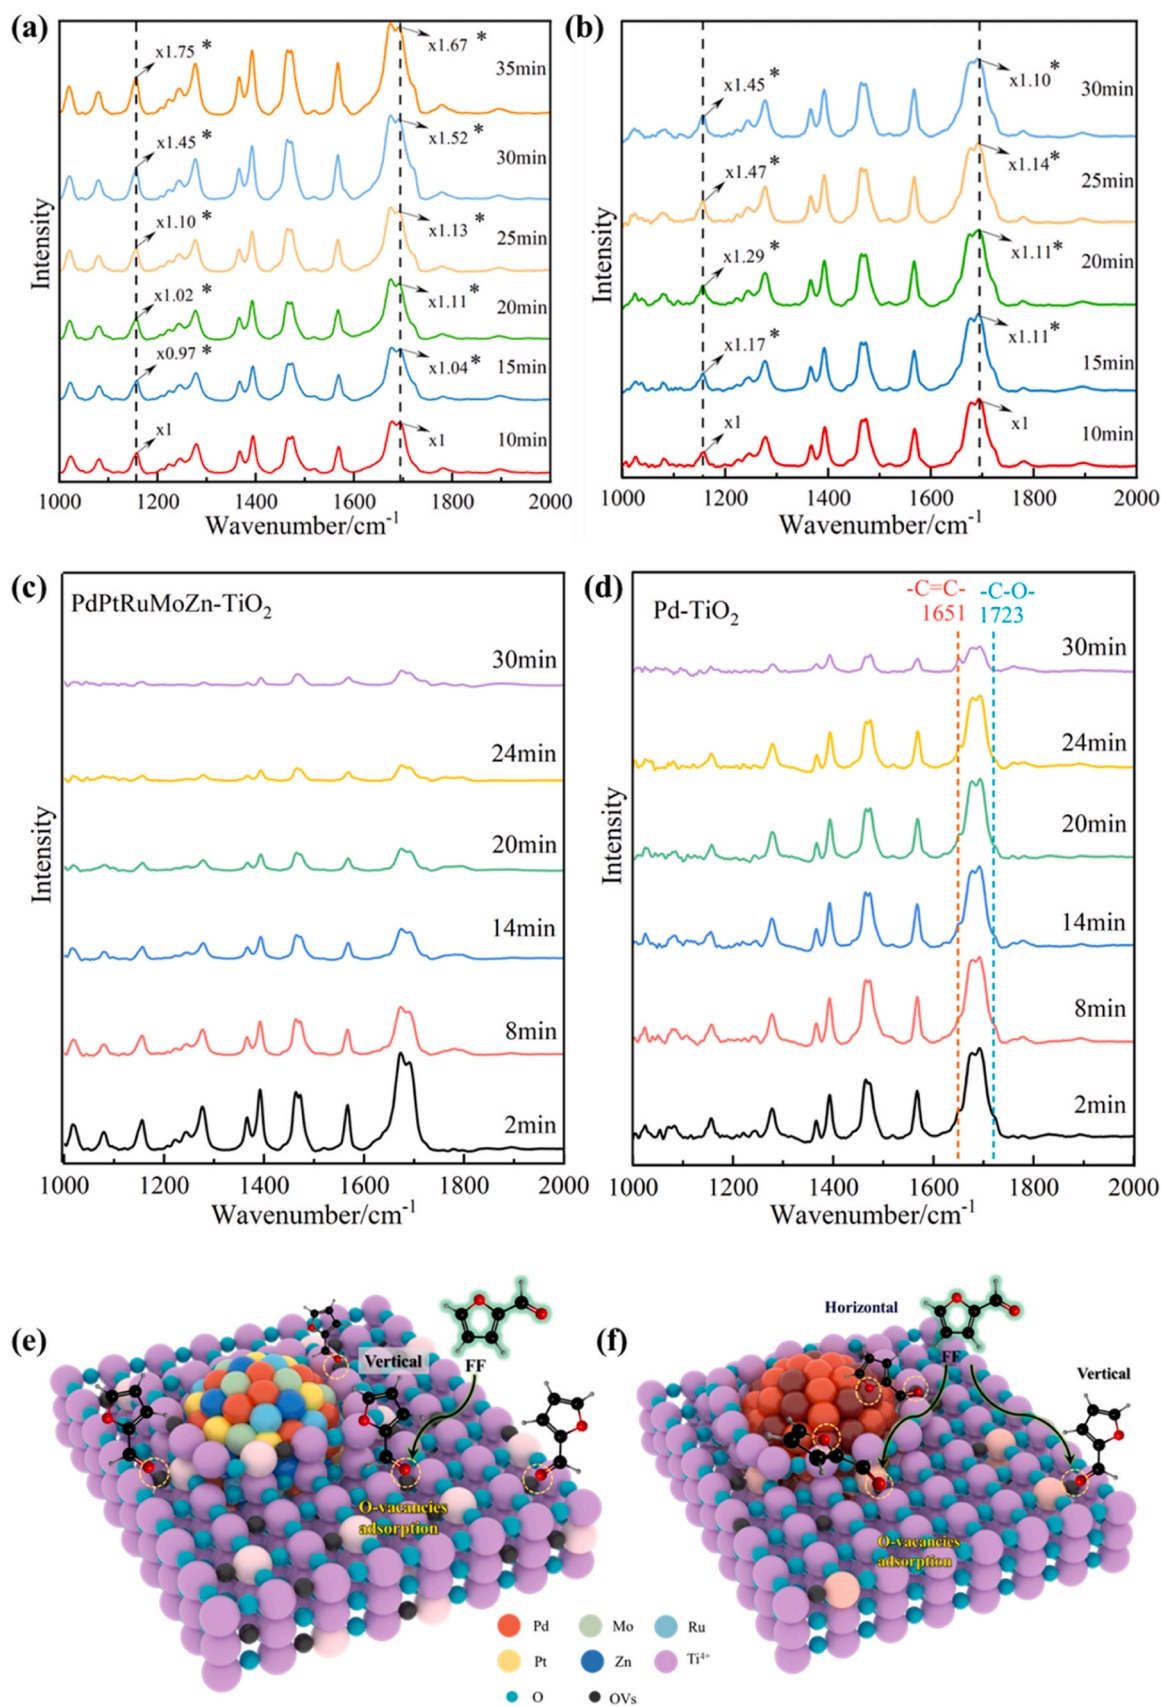 (a)
x1.75 *
x1.67 *
35min
x1.45 *
x1.52 *
30min
x1.10 *
x1.13 *
25min
x1.02 *
x1.11 *
20min
x0.97 *
x1.04 *
15min
x1
x1
10min
Intensity
1000 1200 1400 1600 1800 2000
Wavenumber/cm⁻¹
(b)
x1.45 *
x1.10 *
30min
x1.47 *
x1.14 *
25min
x1.29 *
x1.11 *
20min
x1.17 *
x1.11 *
15min
x1
x1
10min
Intensity
1000 1200 1400 1600 1800 2000
Wavenumber/cm⁻¹
(c)
PdPtRuMoZn-TiO₂
30min
24min
20min
14min
8min
2min
Intensity
1000 1200 1400 1600 1800 2000
Wavenumber/cm⁻¹
(d)
-C=C-
1651
-C-O-
1723
Pd-TiO₂
30min
24min
20min
14min
8min
2min
Intensity
1000 1200 1400 1600 1800 2000
Wavenumber/cm⁻¹
(e)
Vertical
FF
O-vacancies
adsorption
(f)
Horizontal
FF
Vertical
O-vacancies
adsorption
Pd Mo Ru
Pt Zn Ti⁴⁺
O OVs